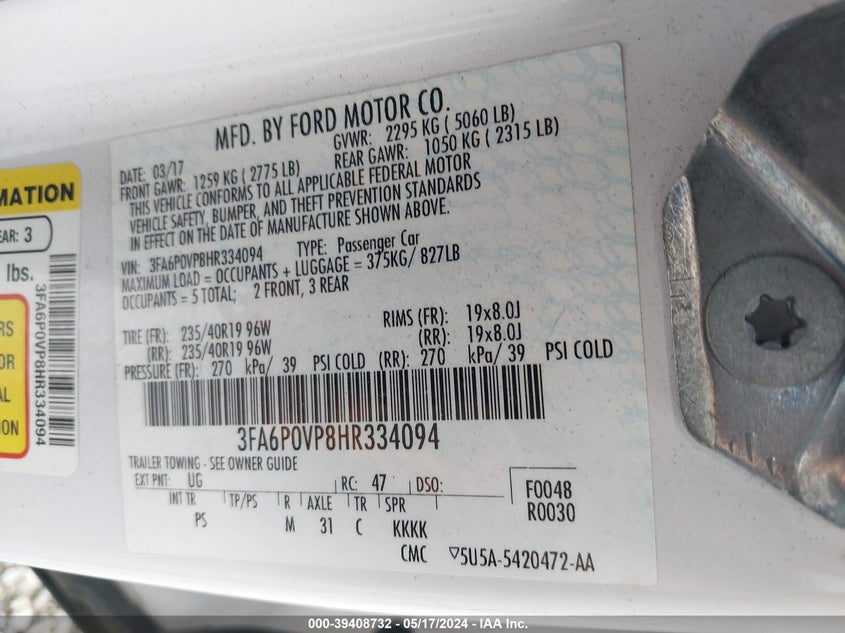 MFD. BY FORD MOTOR CO.
DATE: 03/17
GVWR: 2295 KG ( 5060 LB)
FRONT GAWR: 1259 KG ( 2775 LB)
REAR GAWR: 1050 KG ( 2315 LB)
THIS VEHICLE CONFORMS TO ALL APPLICABLE FEDERAL MOTOR
VEHICLE SAFETY, BUMPER, AND THEFT PREVENTION STANDARDS
IN EFFECT ON THE DATE OF MANUFACTURE SHOWN ABOVE.
VIN: 3FA6P0VP8HR334094 TYPE: Passenger Car
MAXIMUM LOAD = OCCUPANTS + LUGGAGE = 375KG/ 827LB
OCCUPANTS = 5 TOTAL; 2 FRONT, 3 REAR
TIRE (FR): 235/40R19 96W RIMS (FR): 19x8.0J
(RR): 235/40R19 96W (RR): 19x8.0J
PRESSURE (FR): 270 kPa/ 39 PSI COLD (RR): 270 kPa/ 39 PSI COLD
3FA6P0VP8HR334094
TRAILER TOWING - SEE OWNER GUIDE
EXT PNT: UG RC: 47 DSO:
INT TR TP/PS R AXLE TR SPR
PS M 31 C KKKK
F0048
R0030
CMC ▽5U5A-5420472-AA
MATION
EAR: 3
lbs.
3FA6P0VP8HR334094
RS
OR
AL
ON
000-39408732 - 05/17/2024 - IAA Inc.